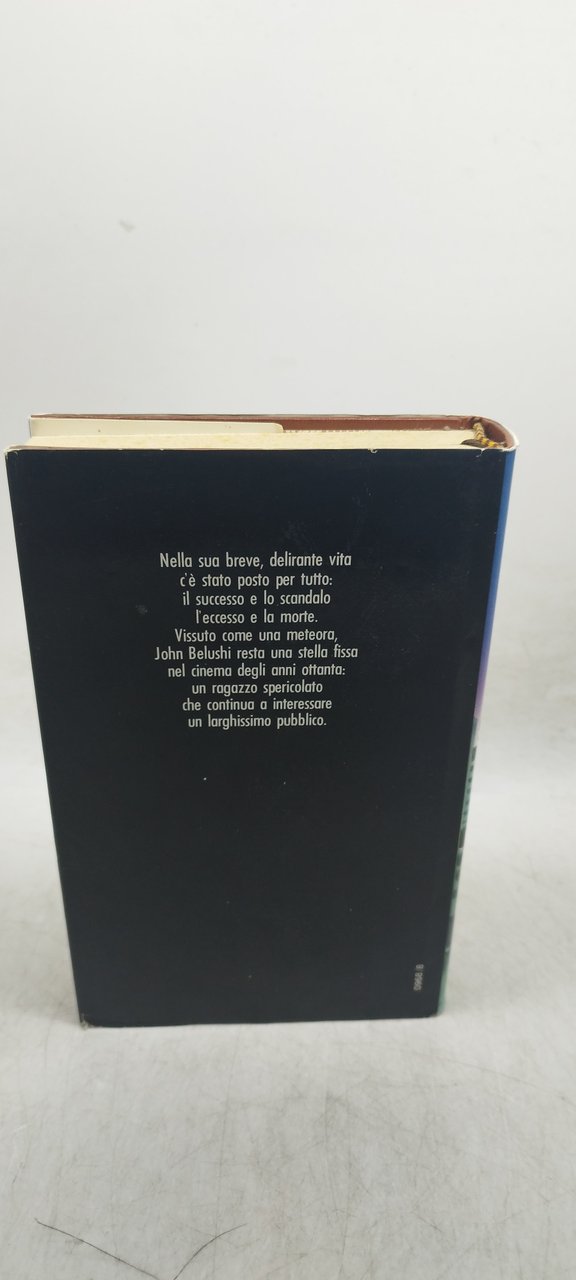 Nella sua breve, delirante vita
c'è stato posto per tutto:
il successo e lo scandalo
l'eccesso e la morte.
Vissuto come una meteora,
John Belushi resta una stella fissa
nel cinema degli anni ottanta:
un ragazzo spericolato
che continua a interessare
un larghissimo pubblico.